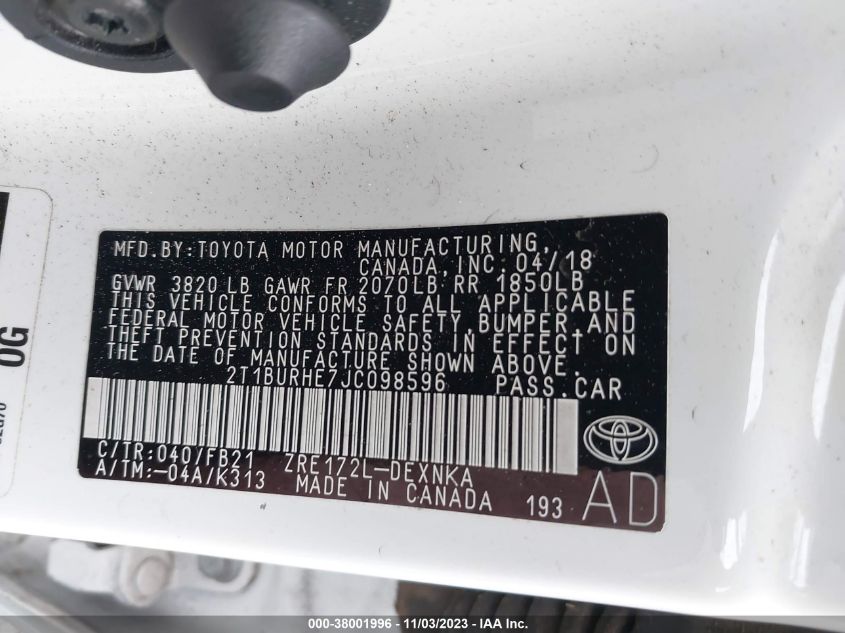 MFD.BY:TOYOTA MOTOR MANUFACTURING,
CANADA,INC. 04/18
GVWR 3820 LB GAWR FR 2070LB RR 1850LB
THIS VEHICLE CONFORMS TO ALL APPLICABLE
FEDERAL MOTOR VEHICLE SAFETY,BUMPER,AND
THEFT PREVENTION STANDARDS IN EFFECT ON
THE DATE OF MANUFACTURE SHOWN ABOVE.
2T1BURHE7JC098596 PASS.CAR
C/TR:040/FB21 ZRE172L-DEXNKA
A/TM:-04A/K313 MADE IN CANADA 193 AD
OG
000-38001996 - 11/03/2023 - IAA Inc.